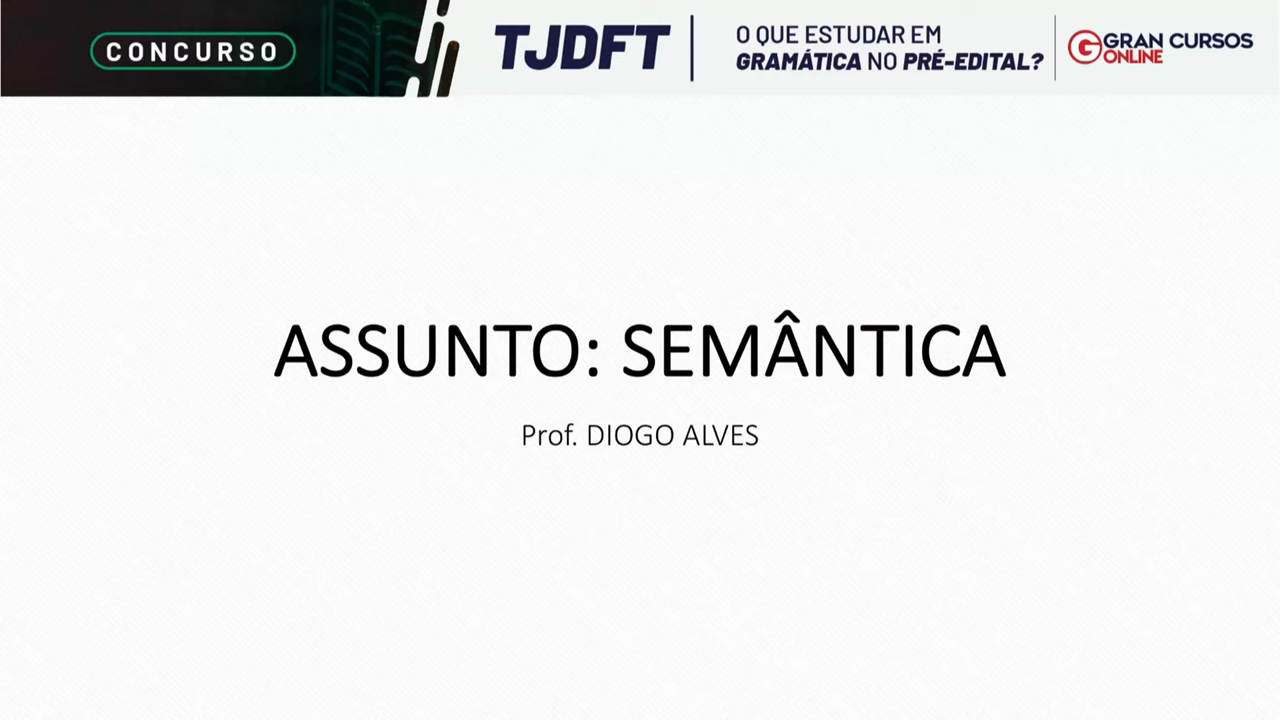 CONCURSO
TJDFT
O QUE ESTUDAR EM
GRAMÁTICA NO PRÉ-EDITAL?
G GRAN CURSOS
ONLINE
ASSUNTO: SEMÂNTICA
Prof. DIOGO ALVES